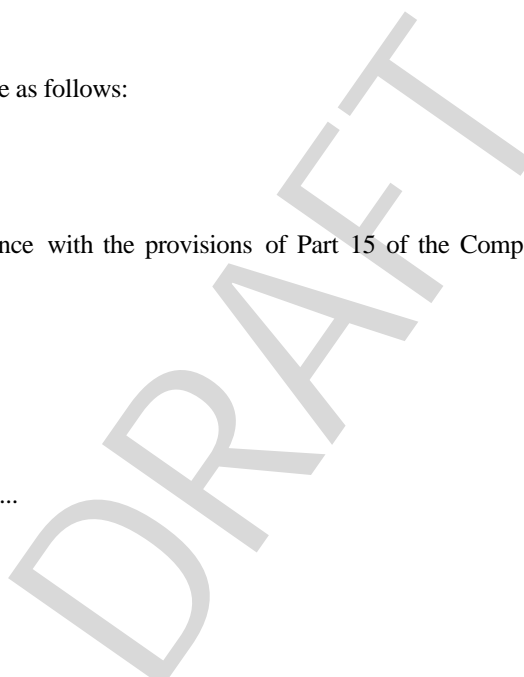 e as follows:
nce with the provisions of Part 15 of the Comp
...
DRAFT